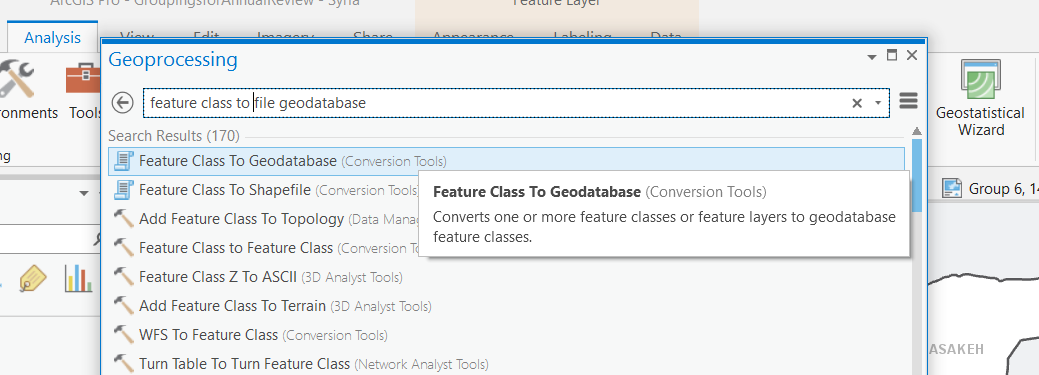 ArcGIS Pro - GroupingsforAnnualReview - Syria
Feature Layer
Analysis View Edit Imagery Share Appearance Labeling Data
Geoprocessing
feature class to file geodatabase
Search Results (170)
Feature Class To Geodatabase (Conversion Tools)
Feature Class To Shapefile (Conversion Tools
Feature Class To Geodatabase (Conversion Tools)
Converts one or more feature classes or feature layers to geodatabase
feature classes.
Add Feature Class To Topology (Data Manag
Feature Class to Feature Class (Conversion To
Feature Class Z To ASCII (3D Analyst Tools)
Add Feature Class To Terrain (3D Analyst Tools)
WFS To Feature Class (Conversion Tools)
Turn Table To Turn Feature Class (Network Analyst Tools)
ronments
Tools
ng
Geostatistical
Wizard
Group 6, 14
ASAKEH